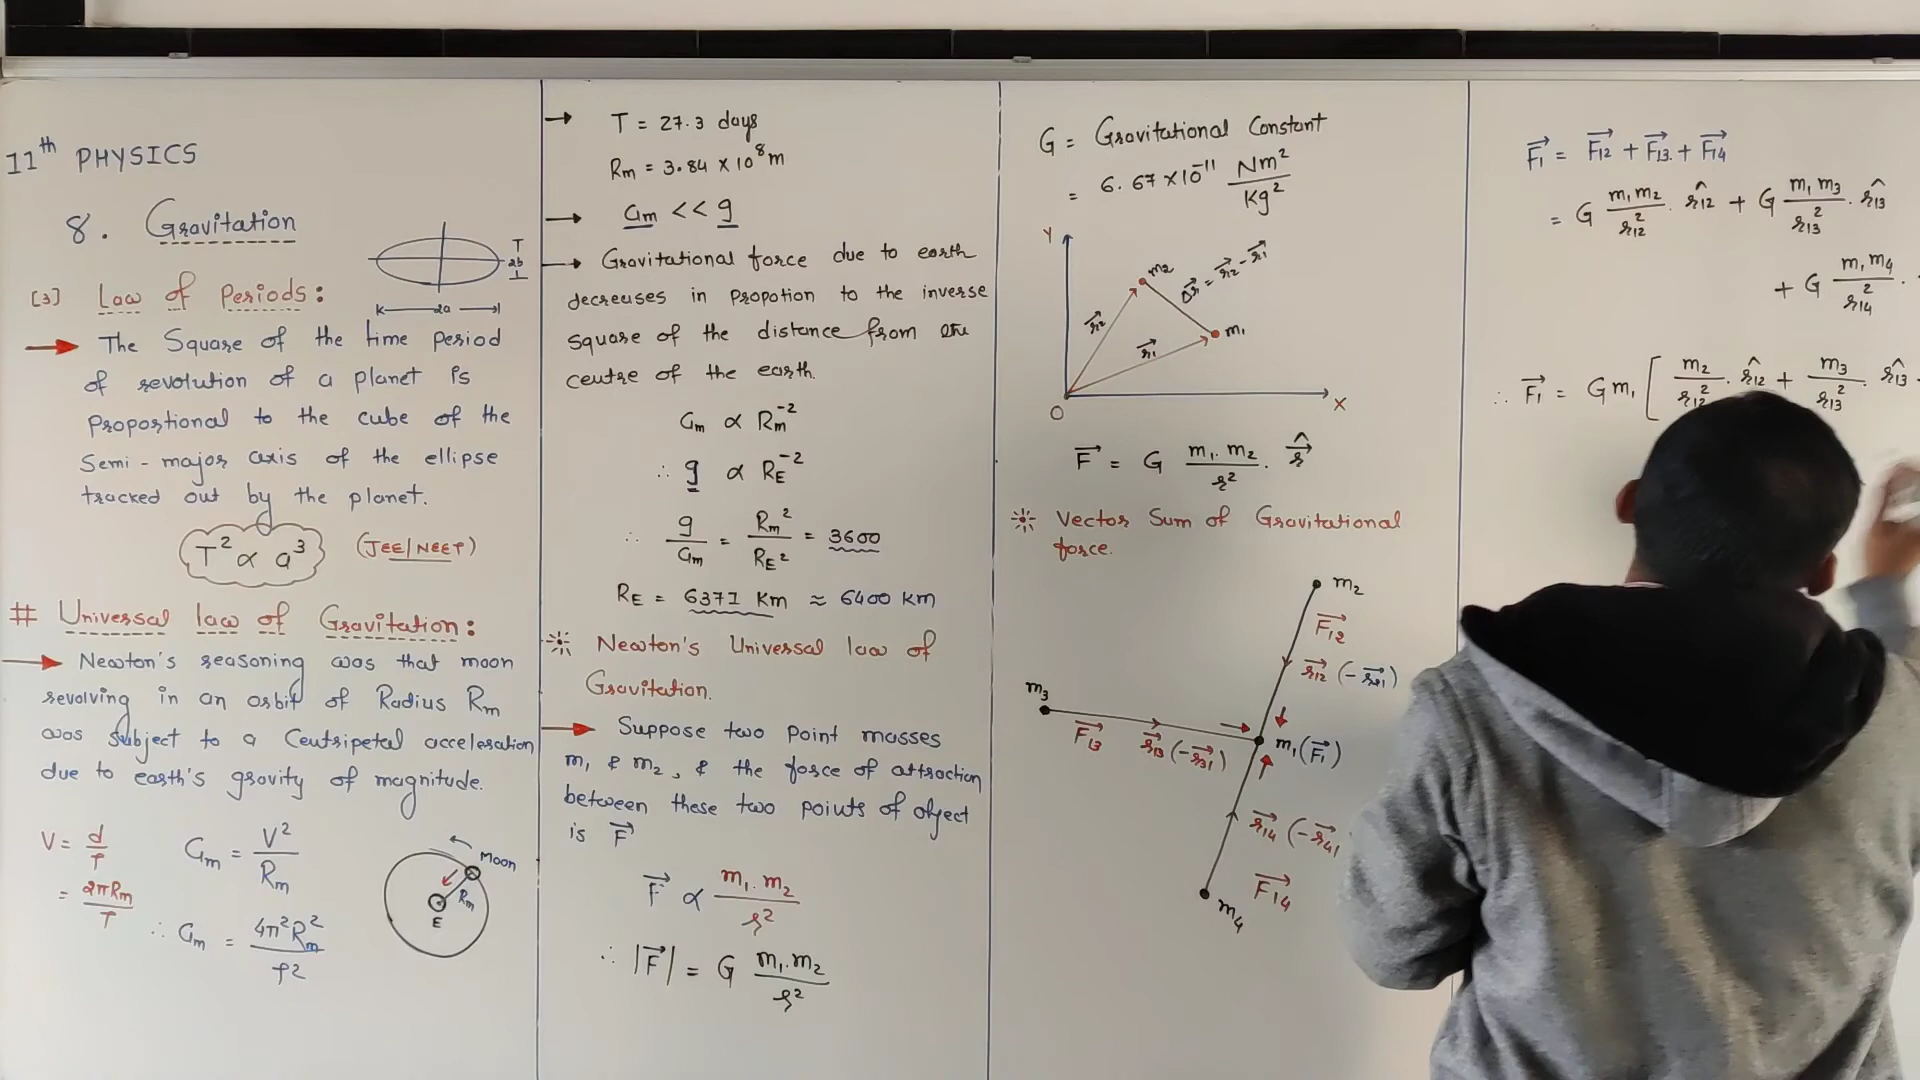 11th PHYSICS
8. Gravitation
T
2b
⊥
2a
[3] Law of Periods:
The Square of the time period
of revolution of a planet is
Proportional to the cube of the
Semi-major axis of the ellipse
tracked out by the planet.
T² ∝ a³ (JEE/NEET)
# Universal law of Gravitation:
Newton's reasoning was that moon
revolving in an orbit of Radius Rm
was subject to a Centripetal acceleration
due to earth's gravity of magnitude.
V = d/T
= 2πRm/T
am = V²/Rm
∴ am = 4π²Rm²/T²
Moon
Rm
E
→ T = 27.3 days
Rm = 3.84 × 10⁸ m
→ am << g
→ Gravitational force due to earth
decreases in Propotion to the inverse
square of the distance from the
centre of the earth.
am ∝ Rm⁻²
∴ g ∝ RE⁻²
∴ g/am = Rm²/RE² = 3600
RE = 6371 Km ≈ 6400 KM
Newton's Universal law of
Gravitation.
Suppose two point masses
m₁ & m₂, & the force of attraction
between these two points of object
is F⃗
F⃗ ∝ m₁.m₂/r²
∴ |F⃗| = G m₁.m₂/r²
G = Gravitational Constant
= 6.67 × 10⁻¹¹ Nm²/Kg²
Y
m₂
Δr⃗ = r⃗₂ - r⃗₁
r⃗₂
m₁
r⃗₁
O
X
F⃗ = G m₁.m₂/r² . r̂
Vector Sum of Gravitational
force.
m₂
F⃗12
r⃗12 (-r⃗21)
m₃
F⃗13
r⃗13 (-r⃗31)
m₁(F⃗₁)
r⃗14 (-r⃗41
F⃗14
m₄
F⃗₁ = F⃗12 + F⃗13 + F⃗14
= G m₁m₂/r12² . r̂12 + G m₁m₃/r13² . r̂13
+ G m₁m₄/r14² .
∴ F⃗₁ = Gm₁ [ m₂/r12² . r̂12 + m₃/r13² . r̂13